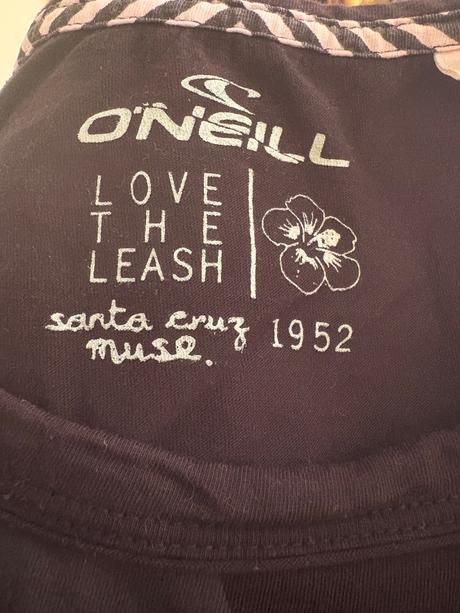 O'NEILL
LOVE
THE
LEASH
santa cruz
muse.
1952